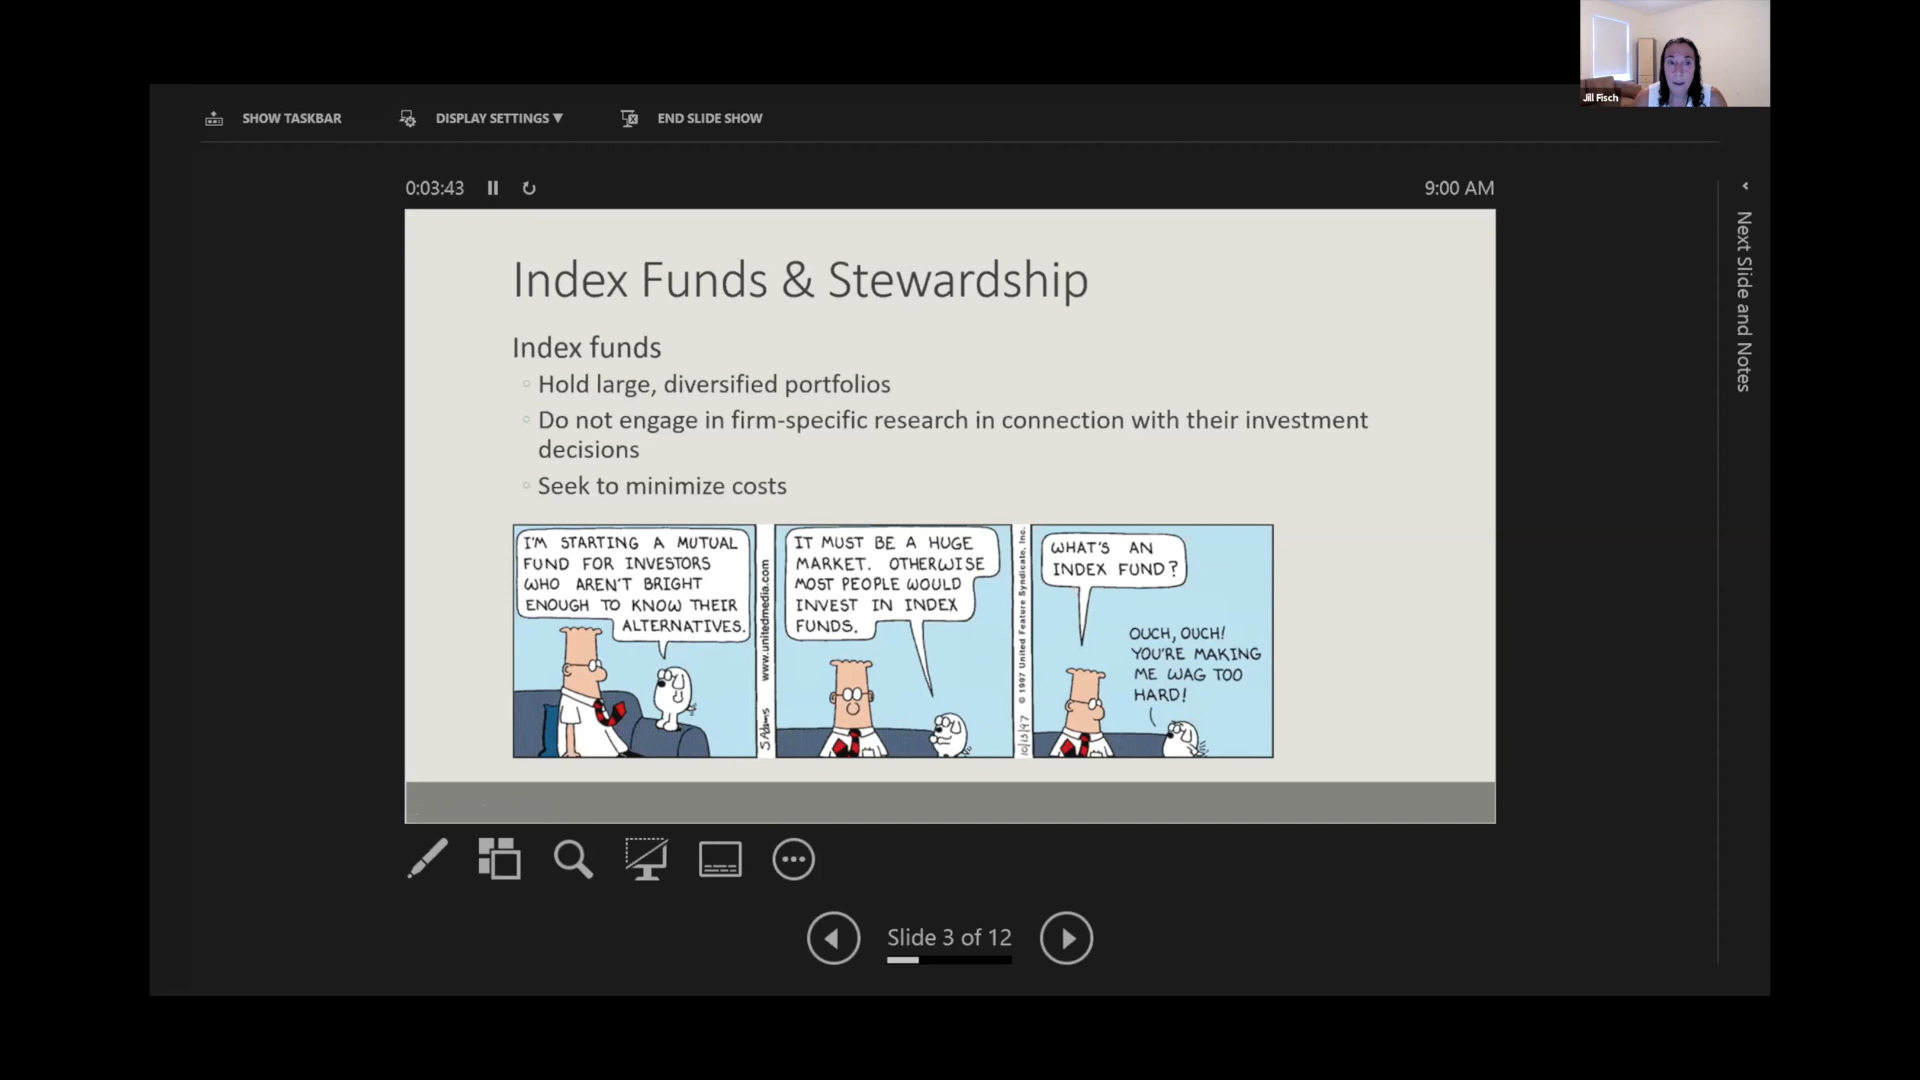 Jill Fisch
SHOW TASKBAR
DISPLAY SETTINGS ▼
END SLIDE SHOW
0:03:43
9:00 AM
Next Slide and Notes
Index Funds & Stewardship
Index funds
Hold large, diversified portfolios
Do not engage in firm-specific research in connection with their investment
decisions
Seek to minimize costs
I'M STARTING A MUTUAL
FUND FOR INVESTORS
WHO AREN'T BRIGHT
ENOUGH TO KNOW THEIR
ALTERNATIVES.
www.unitedmedia.com
S Adams
IT MUST BE A HUGE
MARKET. OTHERWISE
MOST PEOPLE WOULD
INVEST IN INDEX
FUNDS.
10/15/97 © 1997 United Feature Syndicate, Inc.
WHAT'S AN
INDEX FUND?
OUCH, OUCH!
YOU'RE MAKING
ME WAG TOO
HARD!
Slide 3 of 12